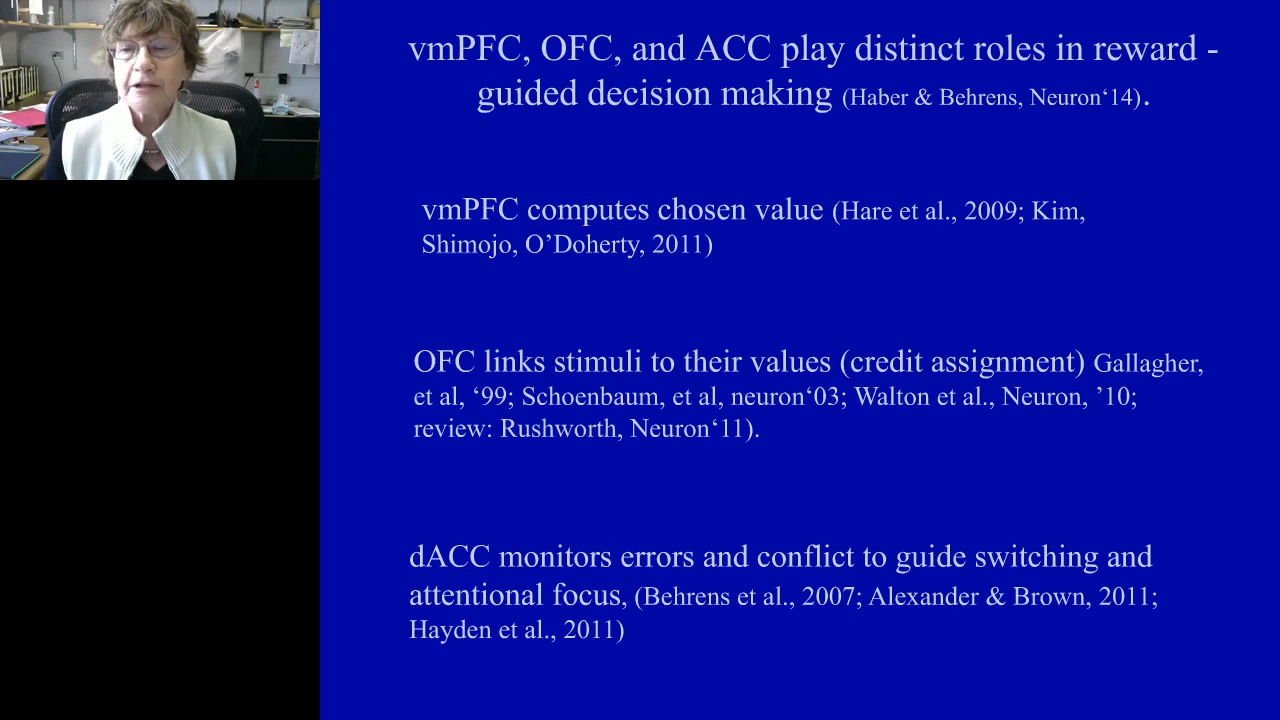 vmPFC, OFC, and ACC play distinct roles in reward -
guided decision making (Haber & Behrens, Neuron‘14).
vmPFC computes chosen value (Hare et al., 2009; Kim,
Shimojo, O’Doherty, 2011)
OFC links stimuli to their values (credit assignment) Gallagher,
et al, ‘99; Schoenbaum, et al, neuron‘03; Walton et al., Neuron, ’10;
review: Rushworth, Neuron‘11).
dACC monitors errors and conflict to guide switching and
attentional focus, (Behrens et al., 2007; Alexander & Brown, 2011;
Hayden et al., 2011)